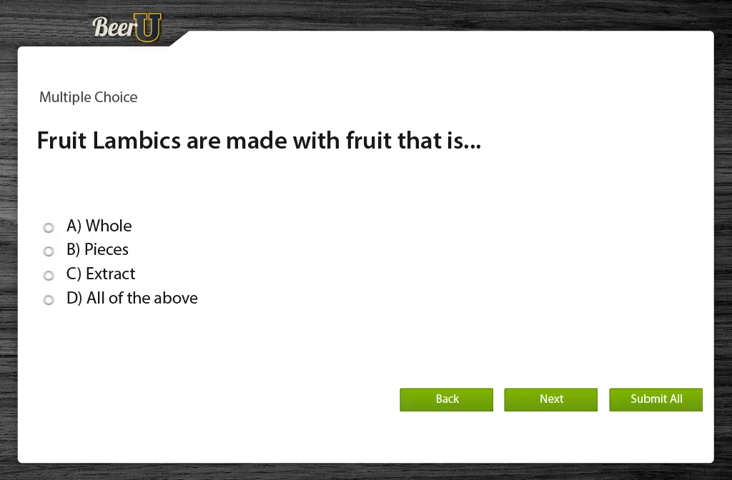 BeerU
Multiple Choice
Fruit Lambics are made with fruit that is...
A) Whole
B) Pieces
C) Extract
D) All of the above
Back Next Submit All